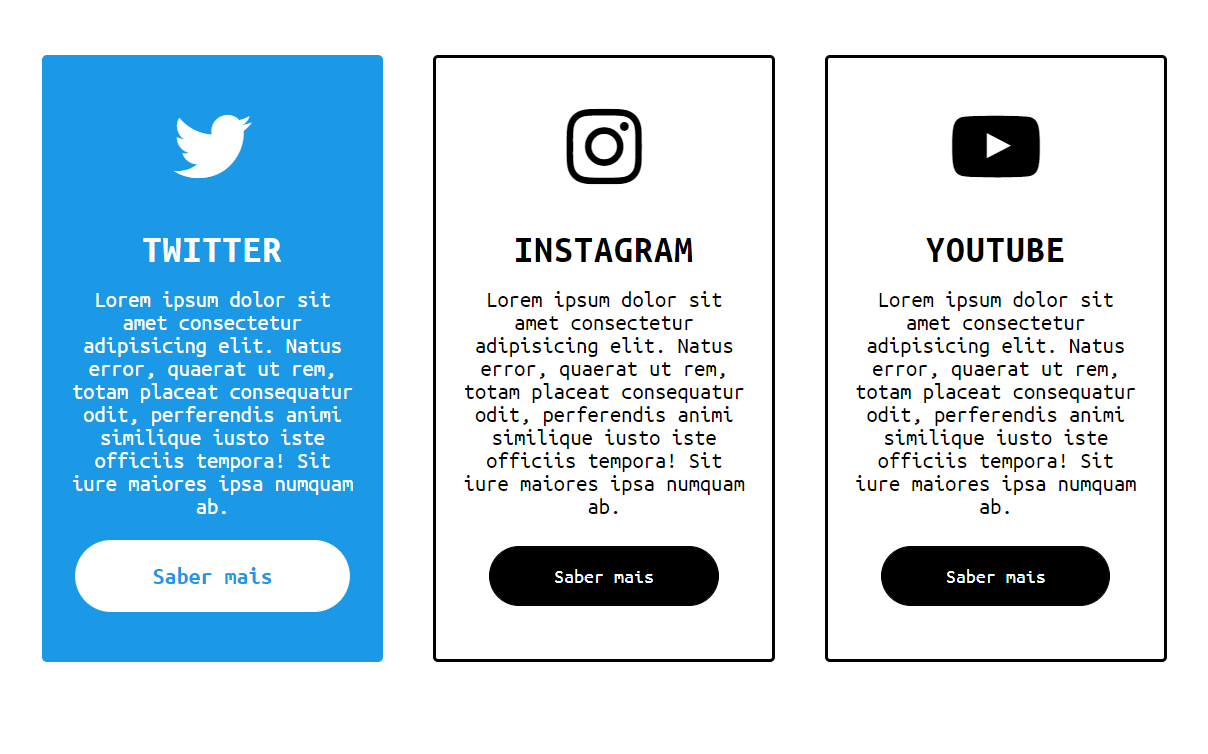 TWITTER
Lorem ipsum dolor sit
amet consectetur
adipisicing elit. Natus
error, quaerat ut rem,
totam placeat consequatur
odit, perferendis animi
similique iusto iste
officiis tempora! Sit
iure maiores ipsa numquam
ab.
Saber mais
INSTAGRAM
Lorem ipsum dolor sit
amet consectetur
adipisicing elit. Natus
error, quaerat ut rem,
totam placeat consequatur
odit, perferendis animi
similique iusto iste
officiis tempora! Sit
iure maiores ipsa numquam
ab.
Saber mais
YOUTUBE
Lorem ipsum dolor sit
amet consectetur
adipisicing elit. Natus
error, quaerat ut rem,
totam placeat consequatur
odit, perferendis animi
similique iusto iste
officiis tempora! Sit
iure maiores ipsa numquam
ab.
Saber mais